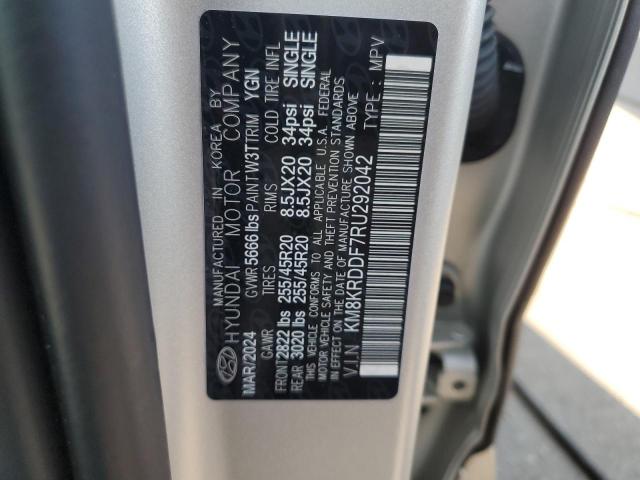 MANUFACTURED IN KOREA BY
HYUNDAI MOTOR COMPANY
MAR/2024 GVWR 5666 lbs PAINT W3T TRIM YGN
GAWR TIRES RIMS COLD TIRE INFL
FRONT 2822 lbs 255/45R20 8.5JX20 34psi SINGLE
REAR 3020 lbs 255/45R20 8.5JX20 34psi SINGLE
THIS VEHICLE CONFORMS TO ALL APPLICABLE U.S.A. FEDERAL
MOTOR VEHICLE SAFETY AND THEFT PREVENTION STANDARDS
IN EFFECT ON THE DATE OF MANUFACTURE SHOWN ABOVE
V.I.N KM8KRDDF7RU292042 TYPE : MPV